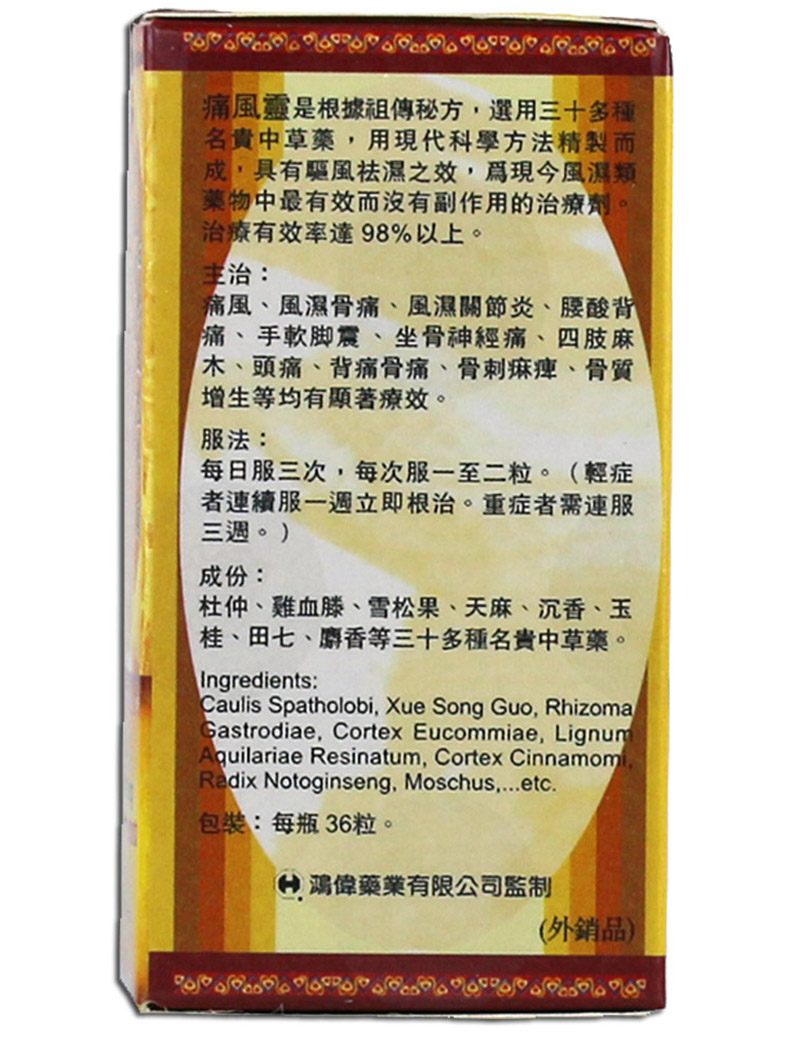 痛風靈是根據祖傳秘方，選用三十多種
名貴中草藥，用現代科學方法精製而
成，具有驅風祛濕之效，爲現今風濕類
藥物中最有效而沒有副作用的治療劑。
治療有效率達 98%以上。
主治：
痛風、風濕骨痛、風濕關節炎、腰酸背
痛、手軟脚震、坐骨神經痛、四肢麻
木、頭痛、背痛骨痛、骨刺麻痺、骨質
增生等均有顯著療效。
服法：
每日服三次，每次服一至二粒。（輕症
者連續服一週立即根治。重症者需連服
三週。）
成份：
杜仲、雞血滕、雪松果、天麻、沉香、玉
桂、田七、麝香等三十多種名貴中草藥。
Ingredients:
Caulis Spatholobi, Xue Song Guo, Rhizoma
Gastrodiae, Cortex Eucommiae, Lignum
Aquilariae Resinatum, Cortex Cinnamomi,
Radix Notoginseng, Moschus,...etc.
包裝：每瓶 36粒。
鴻偉藥業有限公司監制
(外銷品)